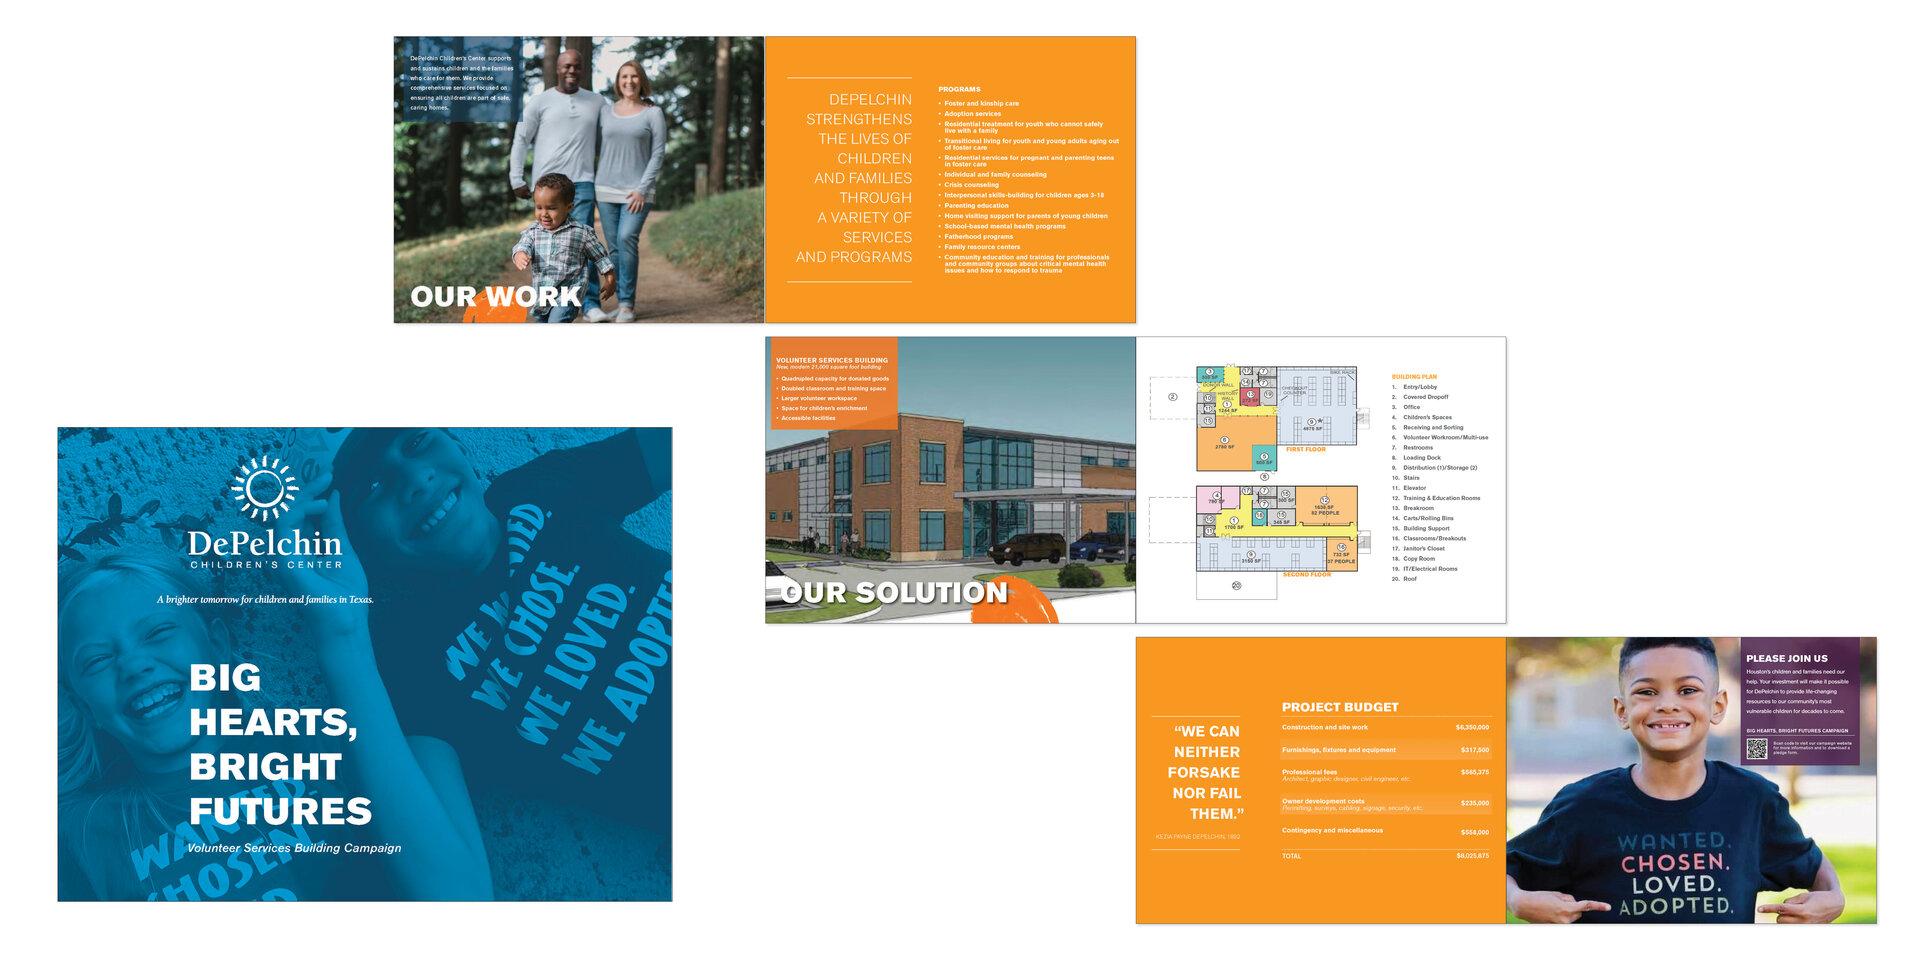 DePelchin Children's Center supports
and sustains children and the families
who care for them. We provide
comprehensive services focused on
ensuring all children are part of safe,
caring homes.
OUR WORK
DEPELCHIN
STRENGTHENS
THE LIVES OF
CHILDREN
AND FAMILIES
THROUGH
A VARIETY OF
SERVICES
AND PROGRAMS
PROGRAMS
• Foster and kinship care
• Adoption services
• Residential treatment for youth who cannot safely
live with a family
• Transitional living for youth and young adults aging out
of foster care
• Residential services for pregnant and parenting teens
in foster care
• Individual and family counseling
• Crisis counseling
• Interpersonal skills-building for children ages 3-18
• Parenting education
• Home visiting support for parents of young children
• School-based mental health programs
• Fatherhood programs
• Family resource centers
• Community education and training for professionals
and community groups about critical mental health
issues and how to respond to trauma
VOLUNTEER SERVICES BUILDING
New, modern 21,000 square foot building
• Quadrupled capacity for donated goods
• Doubled classroom and training space
• Larger volunteer workspace
• Space for children's enrichment
• Accessible facilities
OUR SOLUTION
DONOR WALL
HISTORY
WALL
1244 SF
CHECKOUT
COUNTER
BIKE RACK
4975 SF
2780 SF
FIRST FLOOR
1700 SF
1630 SF
82 PEOPLE
345 SF
3150 SF
732 SF
37 PEOPLE
SECOND FLOOR
BUILDING PLAN
1. Entry/Lobby
2. Covered Dropoff
3. Office
4. Children's Spaces
5. Receiving and Sorting
6. Volunteer Workroom/Multi-use
7. Restrooms
8. Loading Dock
9. Distribution (1)/Storage (2)
10. Stairs
11. Elevator
12. Training & Education Rooms
13. Breakroom
14. Carts/Rolling Bins
15. Building Support
16. Classrooms/Breakouts
17. Janitor's Closet
18. Copy Room
19. IT/Electrical Rooms
20. Roof
DePelchin
CHILDREN'S CENTER
A brighter tomorrow for children and families in Texas.
BIG
HEARTS,
BRIGHT
FUTURES
Volunteer Services Building Campaign
WE CHOSE.
WE LOVED.
WE ADOPTE
WANTED.
CHOSEN.
"WE CAN
NEITHER
FORSAKE
NOR FAIL
THEM."
KEZIA PAYNE DEPELCHIN, 1892
PROJECT BUDGET
Construction and site work $6,350,000
Furnishings, fixtures and equipment $317,500
Professional fees $565,375
Architect, graphic designer, civil engineer, etc.
Owner development costs $235,000
Permitting, surveys, cabling, signage, security, etc.
Contingency and miscellaneous $558,000
TOTAL $8,025,875
PLEASE JOIN US
Houston's children and families need our
help. Your investment will make it possible
for DePelchin to provide life-changing
resources to our community's most
vulnerable children for decades to come.
BIG HEARTS, BRIGHT FUTURES CAMPAIGN
Scan code to visit our campaign website
for more information and to download a
pledge form.
WANTED.
CHOSEN.
LOVED.
ADOPTED.